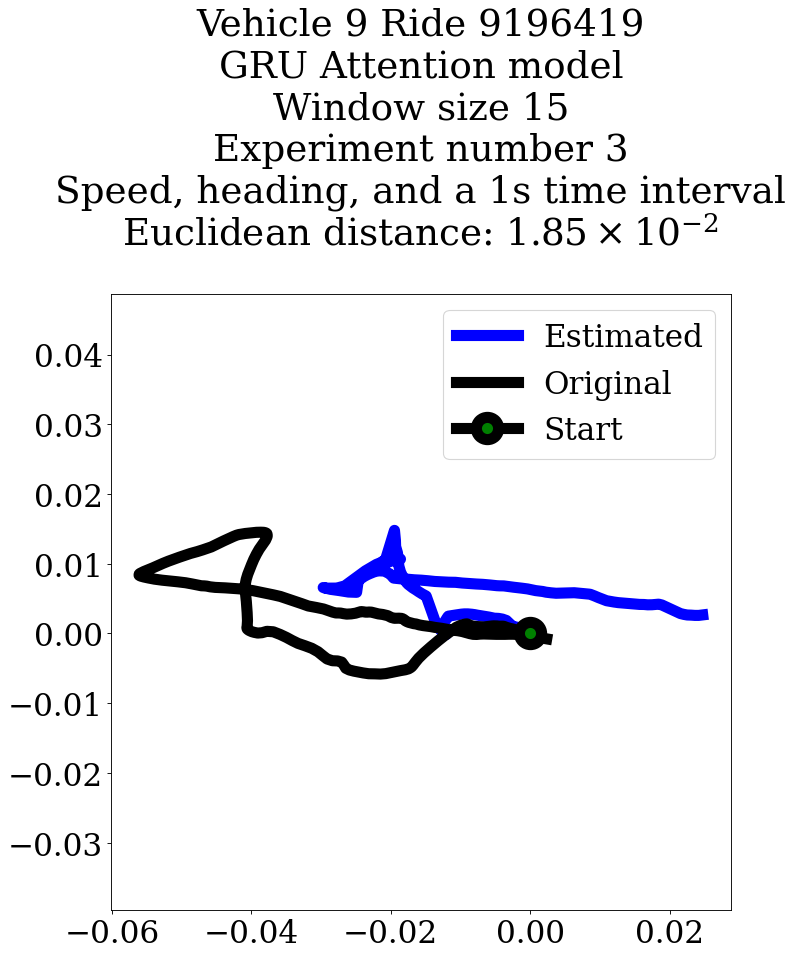 Vehicle 9 Ride 9196419
GRU Attention model
Window size 15
Experiment number 3
Speed, heading, and a 1s time interval
Euclidean distance: 1.85 × 10⁻²
Estimated
Original
Start
0.04
0.03
0.02
0.01
0.00
−0.01
−0.02
−0.03
−0.06 −0.04 −0.02 0.00 0.02